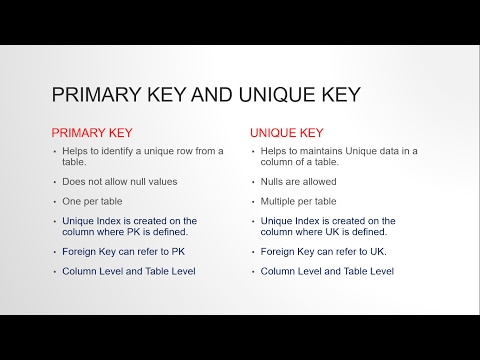 PRIMARY KEY AND UNIQUE KEY
PRIMARY KEY
• Helps to identify a unique row from a
table.
• Does not allow null values
• One per table
• Unique Index is created on the
column where PK is defined.
• Foreign Key can refer to PK
• Column Level and Table Level
UNIQUE KEY
• Helps to maintains Unique data in a
column of a table.
• Nulls are allowed
• Multiple per table
• Unique Index is created on the
column where UK is defined.
• Foreign Key can refer to UK.
• Column Level and Table Level